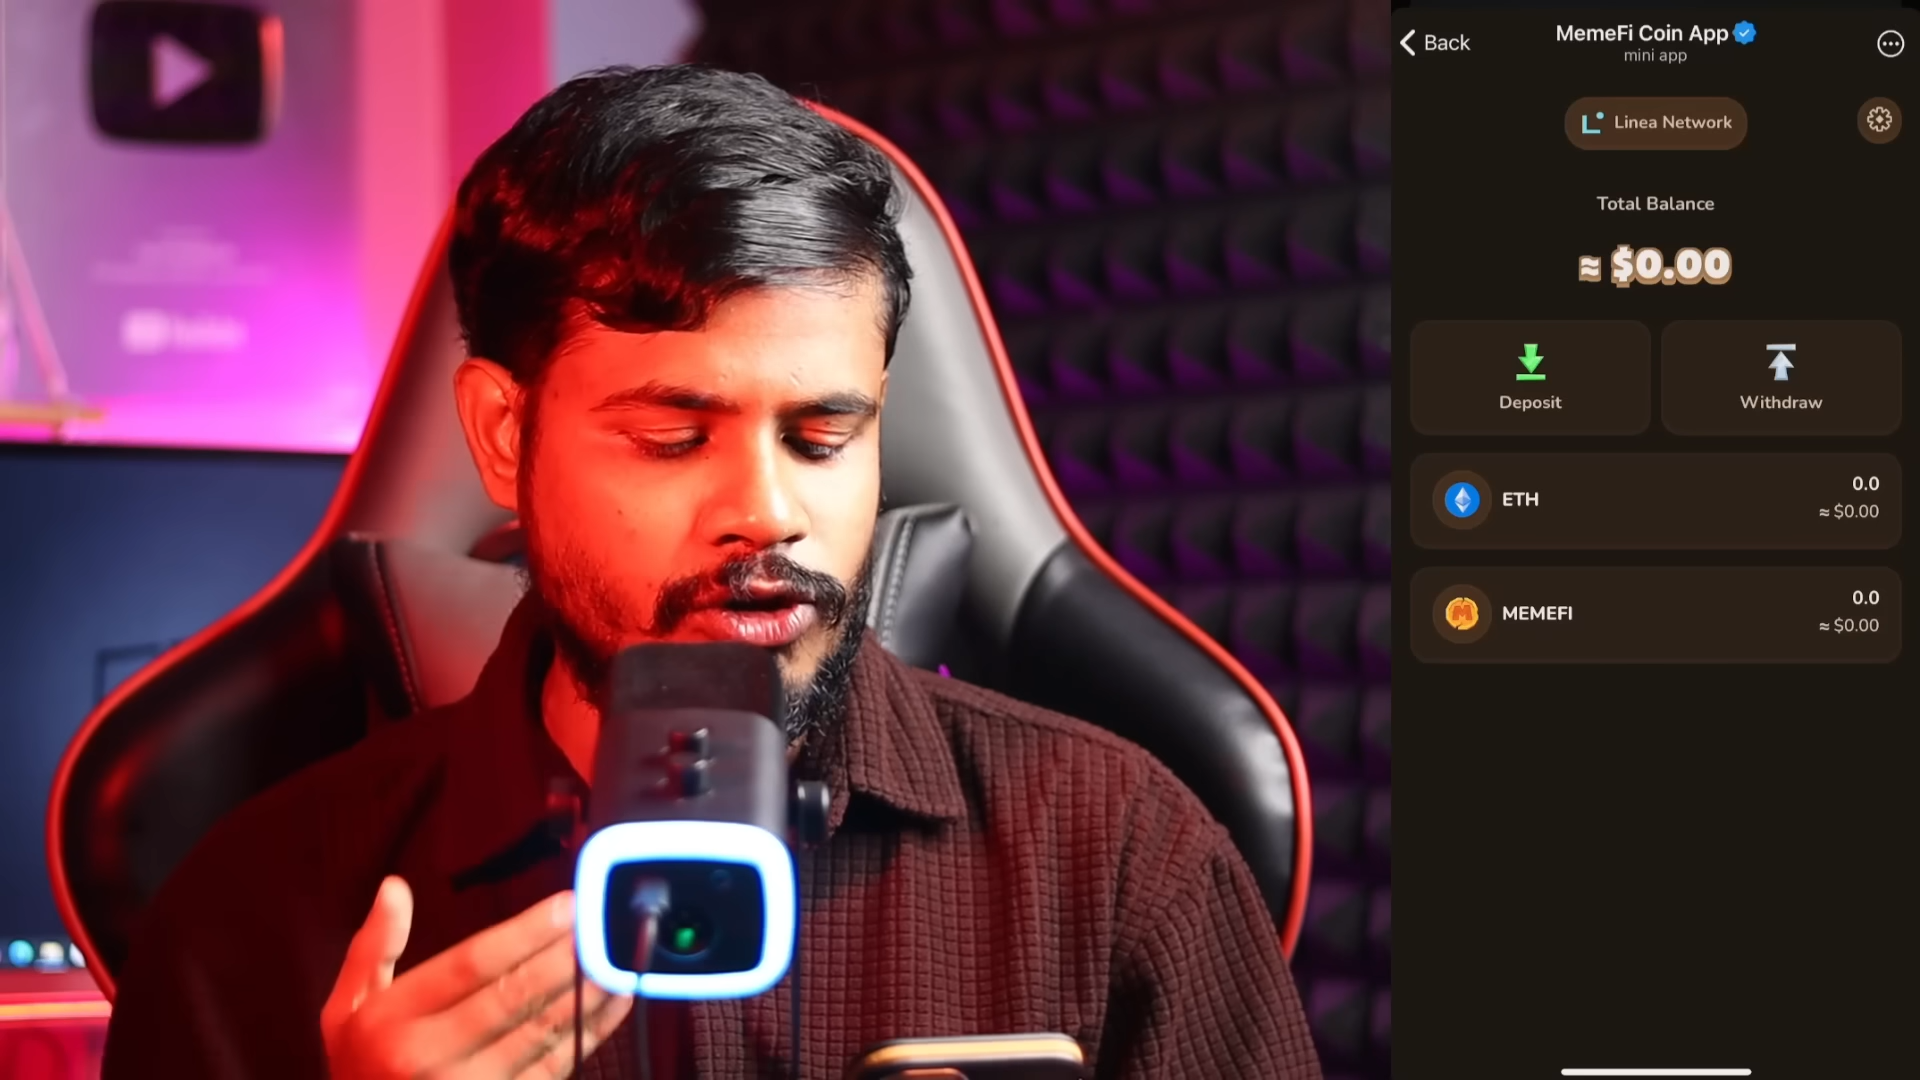 Back
MemeFi Coin App
mini app
Linea Network
Total Balance
≈ $0.00
Deposit
Withdraw
ETH
0.0
≈ $0.00
MEMEFI
0.0
≈ $0.00